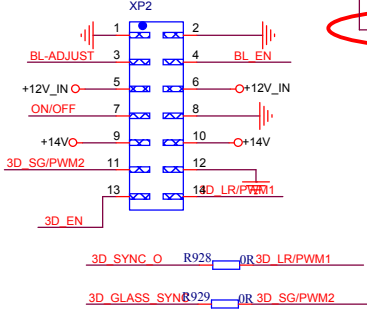 XP2
1 2
BL-ADJUST 3 4 BL_EN
+12V_IN 5 6 +12V_IN
ON/OFF 7 8
+14V 9 10 +14V
3D_SG/PWM2 11 12
13 14 3D_LR/PWM1
3D_EN
3D_SYNC_O R928 0R 3D_LR/PWM1
3D_GLASS_SYNC R929 0R 3D_SG/PWM2